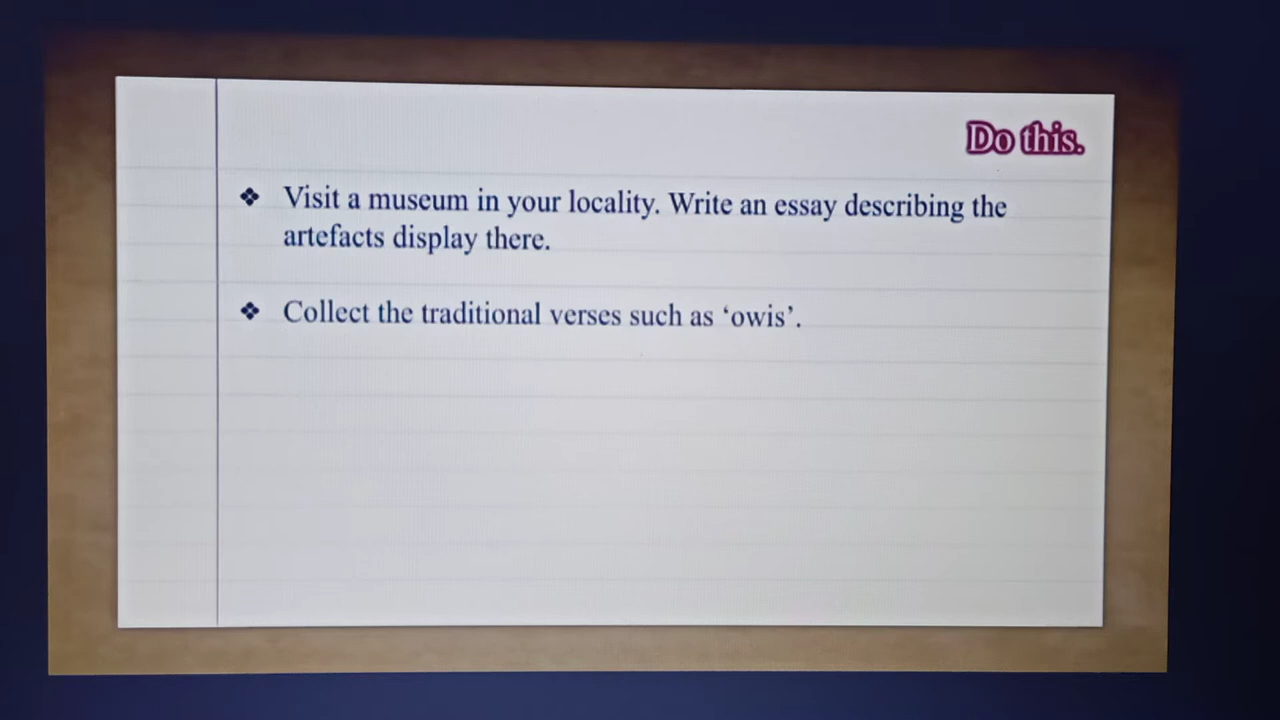 Do this.
❖ Visit a museum in your locality. Write an essay describing the
artefacts display there.
❖ Collect the traditional verses such as ‘owis’.